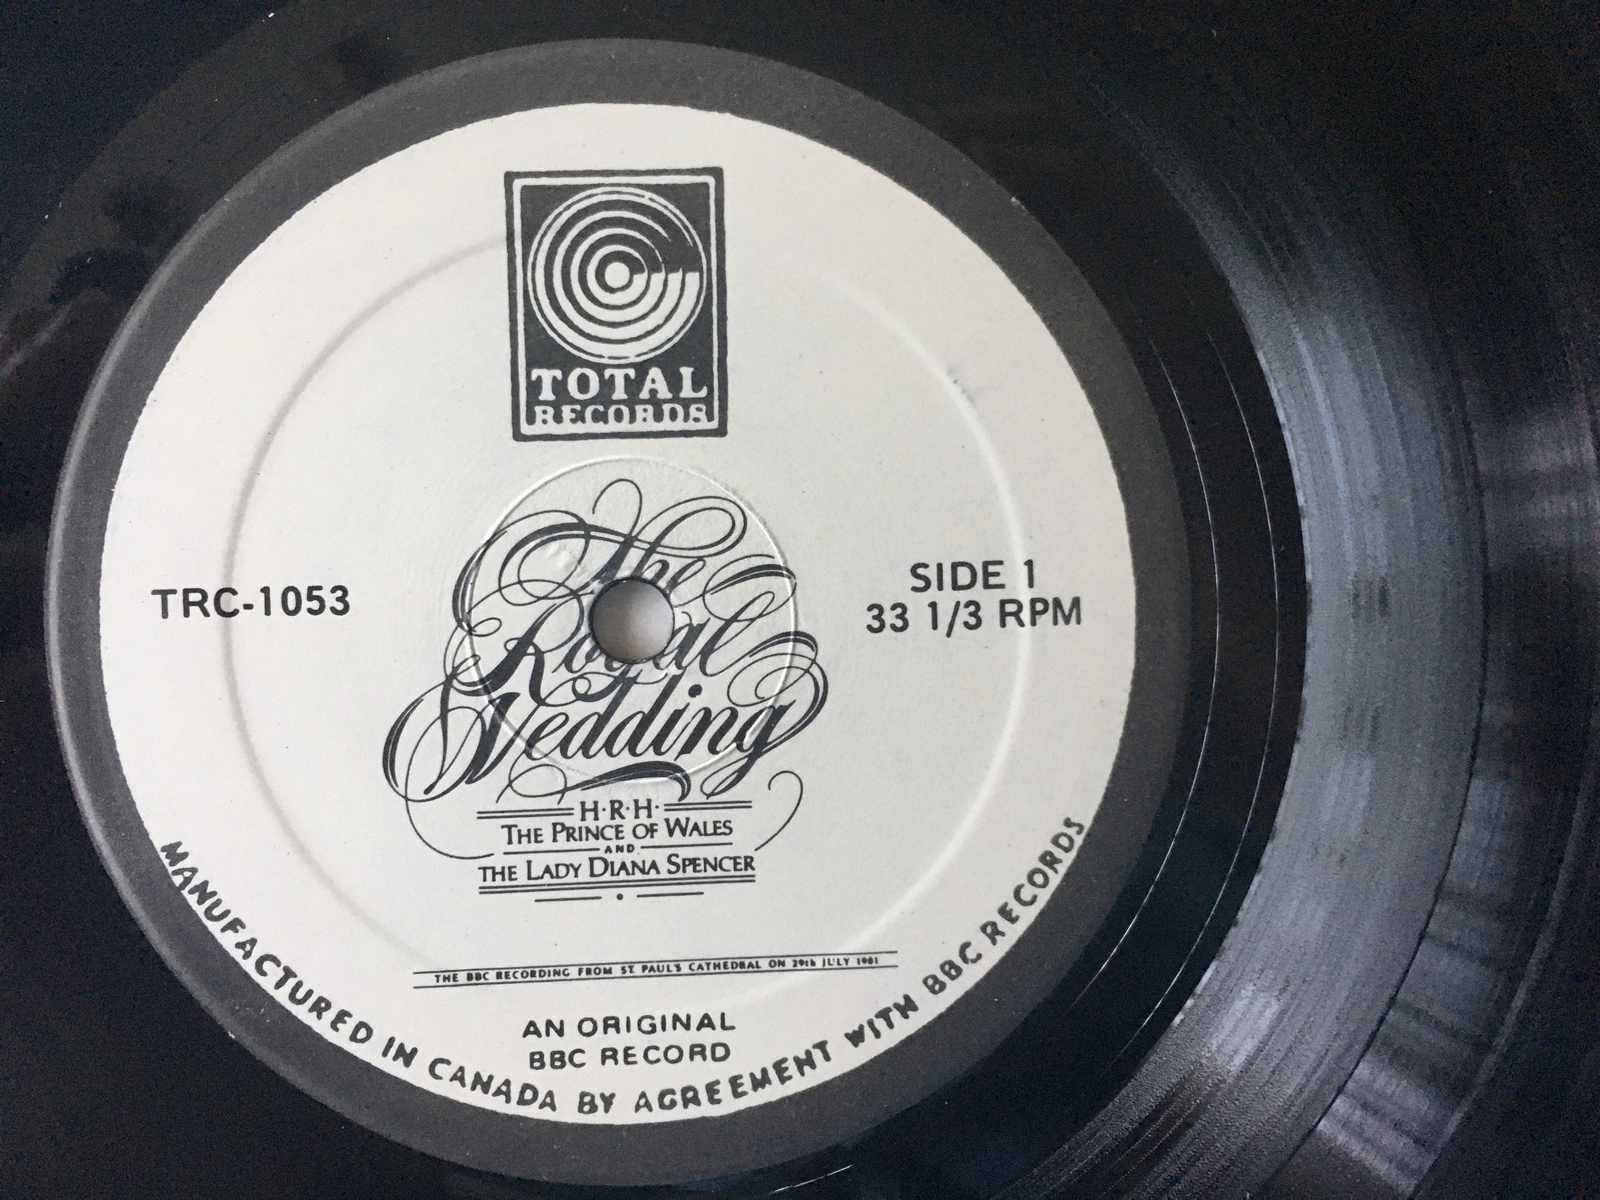 TOTAL
RECORDS
The
Royal
Wedding
TRC-1053
SIDE 1
33 1/3 RPM
H·R·H·
THE PRINCE OF WALES
AND
THE LADY DIANA SPENCER
THE BBC RECORDING FROM ST. PAUL'S CATHEDRAL ON 29th JULY 1981
AN ORIGINAL
BBC RECORD
MANUFACTURED IN CANADA BY AGREEMENT WITH BBC RECORDS